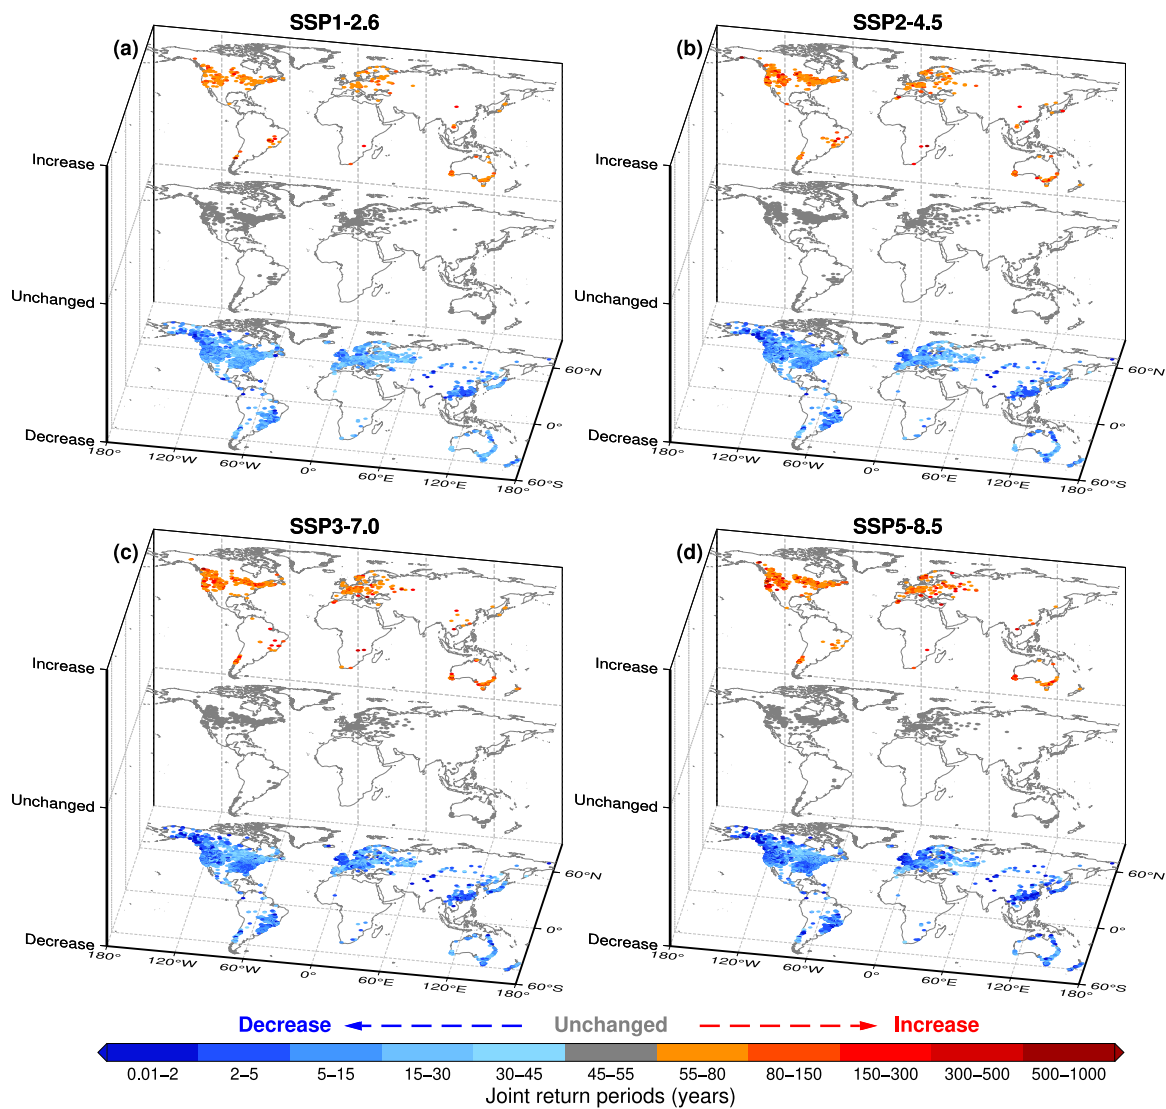 SSP1-2.6
SSP2-4.5
(a)
(b)
Increase
Increase
Unchanged
Unchanged
Decrease
Decrease
180°
120°W
60°W
0°
60°E
120°E
180°
60°S
0°
60°N
180°
120°W
60°W
0°
60°E
120°E
180°
60°S
0°
60°N
SSP3-7.0
SSP5-8.5
(c)
(d)
Increase
Increase
Unchanged
Unchanged
Decrease
Decrease
180°
120°W
60°W
0°
60°E
120°E
180°
60°S
0°
60°N
180°
120°W
60°W
0°
60°E
120°E
180°
60°S
0°
60°N
Decrease Unchanged Increase
0.01–2 2–5 5–15 15–30 30–45 45–55 55–80 80–150 150–300 300–500 500–1000
Joint return periods (years)